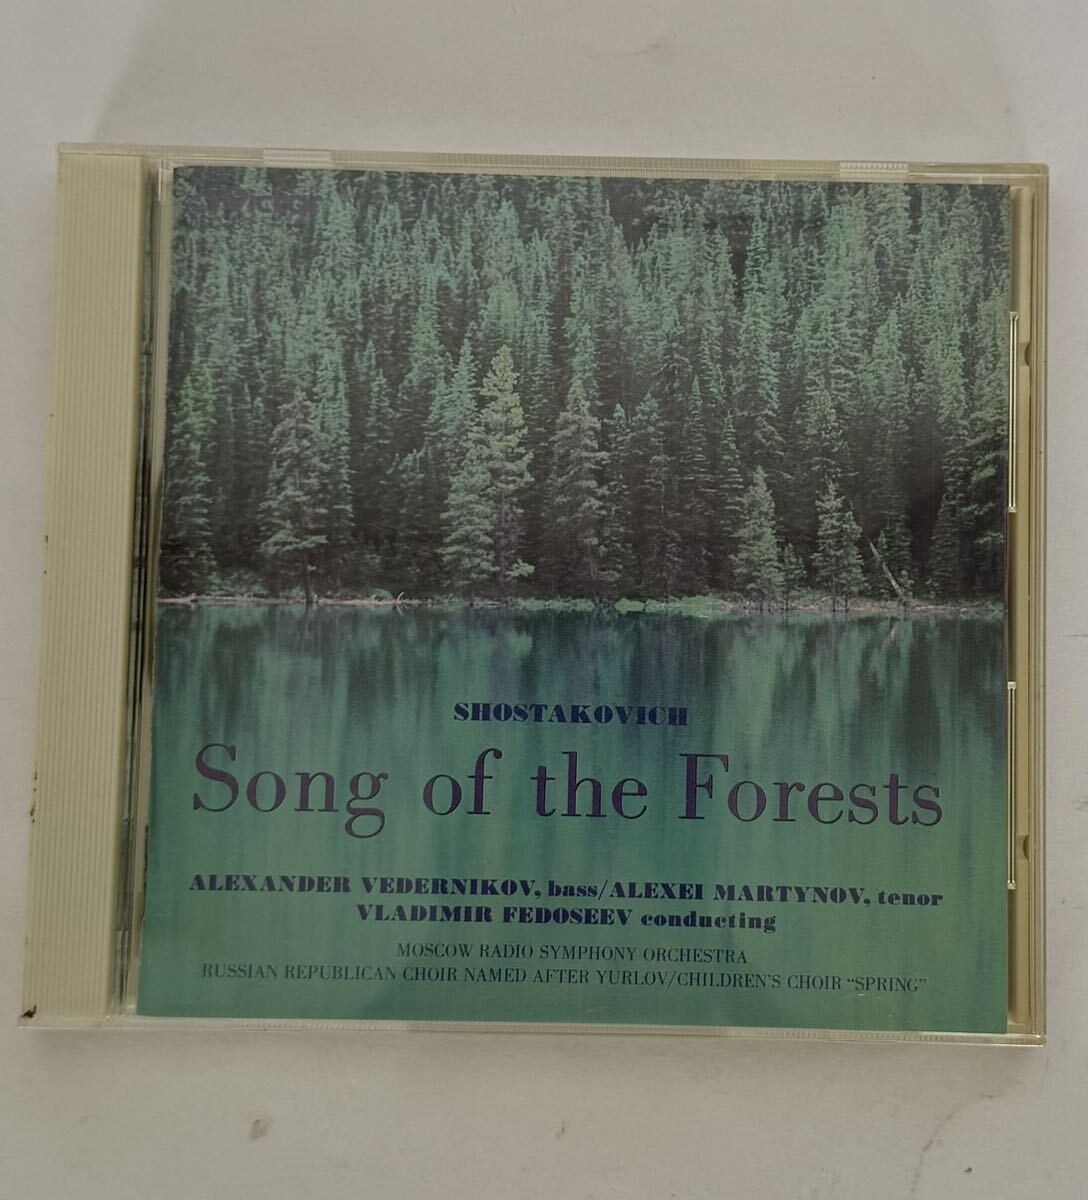 Victor
SHOSTAKOVICH
Song of the Forests
ALEXANDER VEDERNIKOV, bass/ALEXEI MARTYNOV, tenor
VLADIMIR FEDOSEEV conducting
MOSCOW RADIO SYMPHONY ORCHESTRA
RUSSIAN REPUBLICAN CHOIR NAMED AFTER YURLOV/CHILDREN'S CHOIR "SPRING"